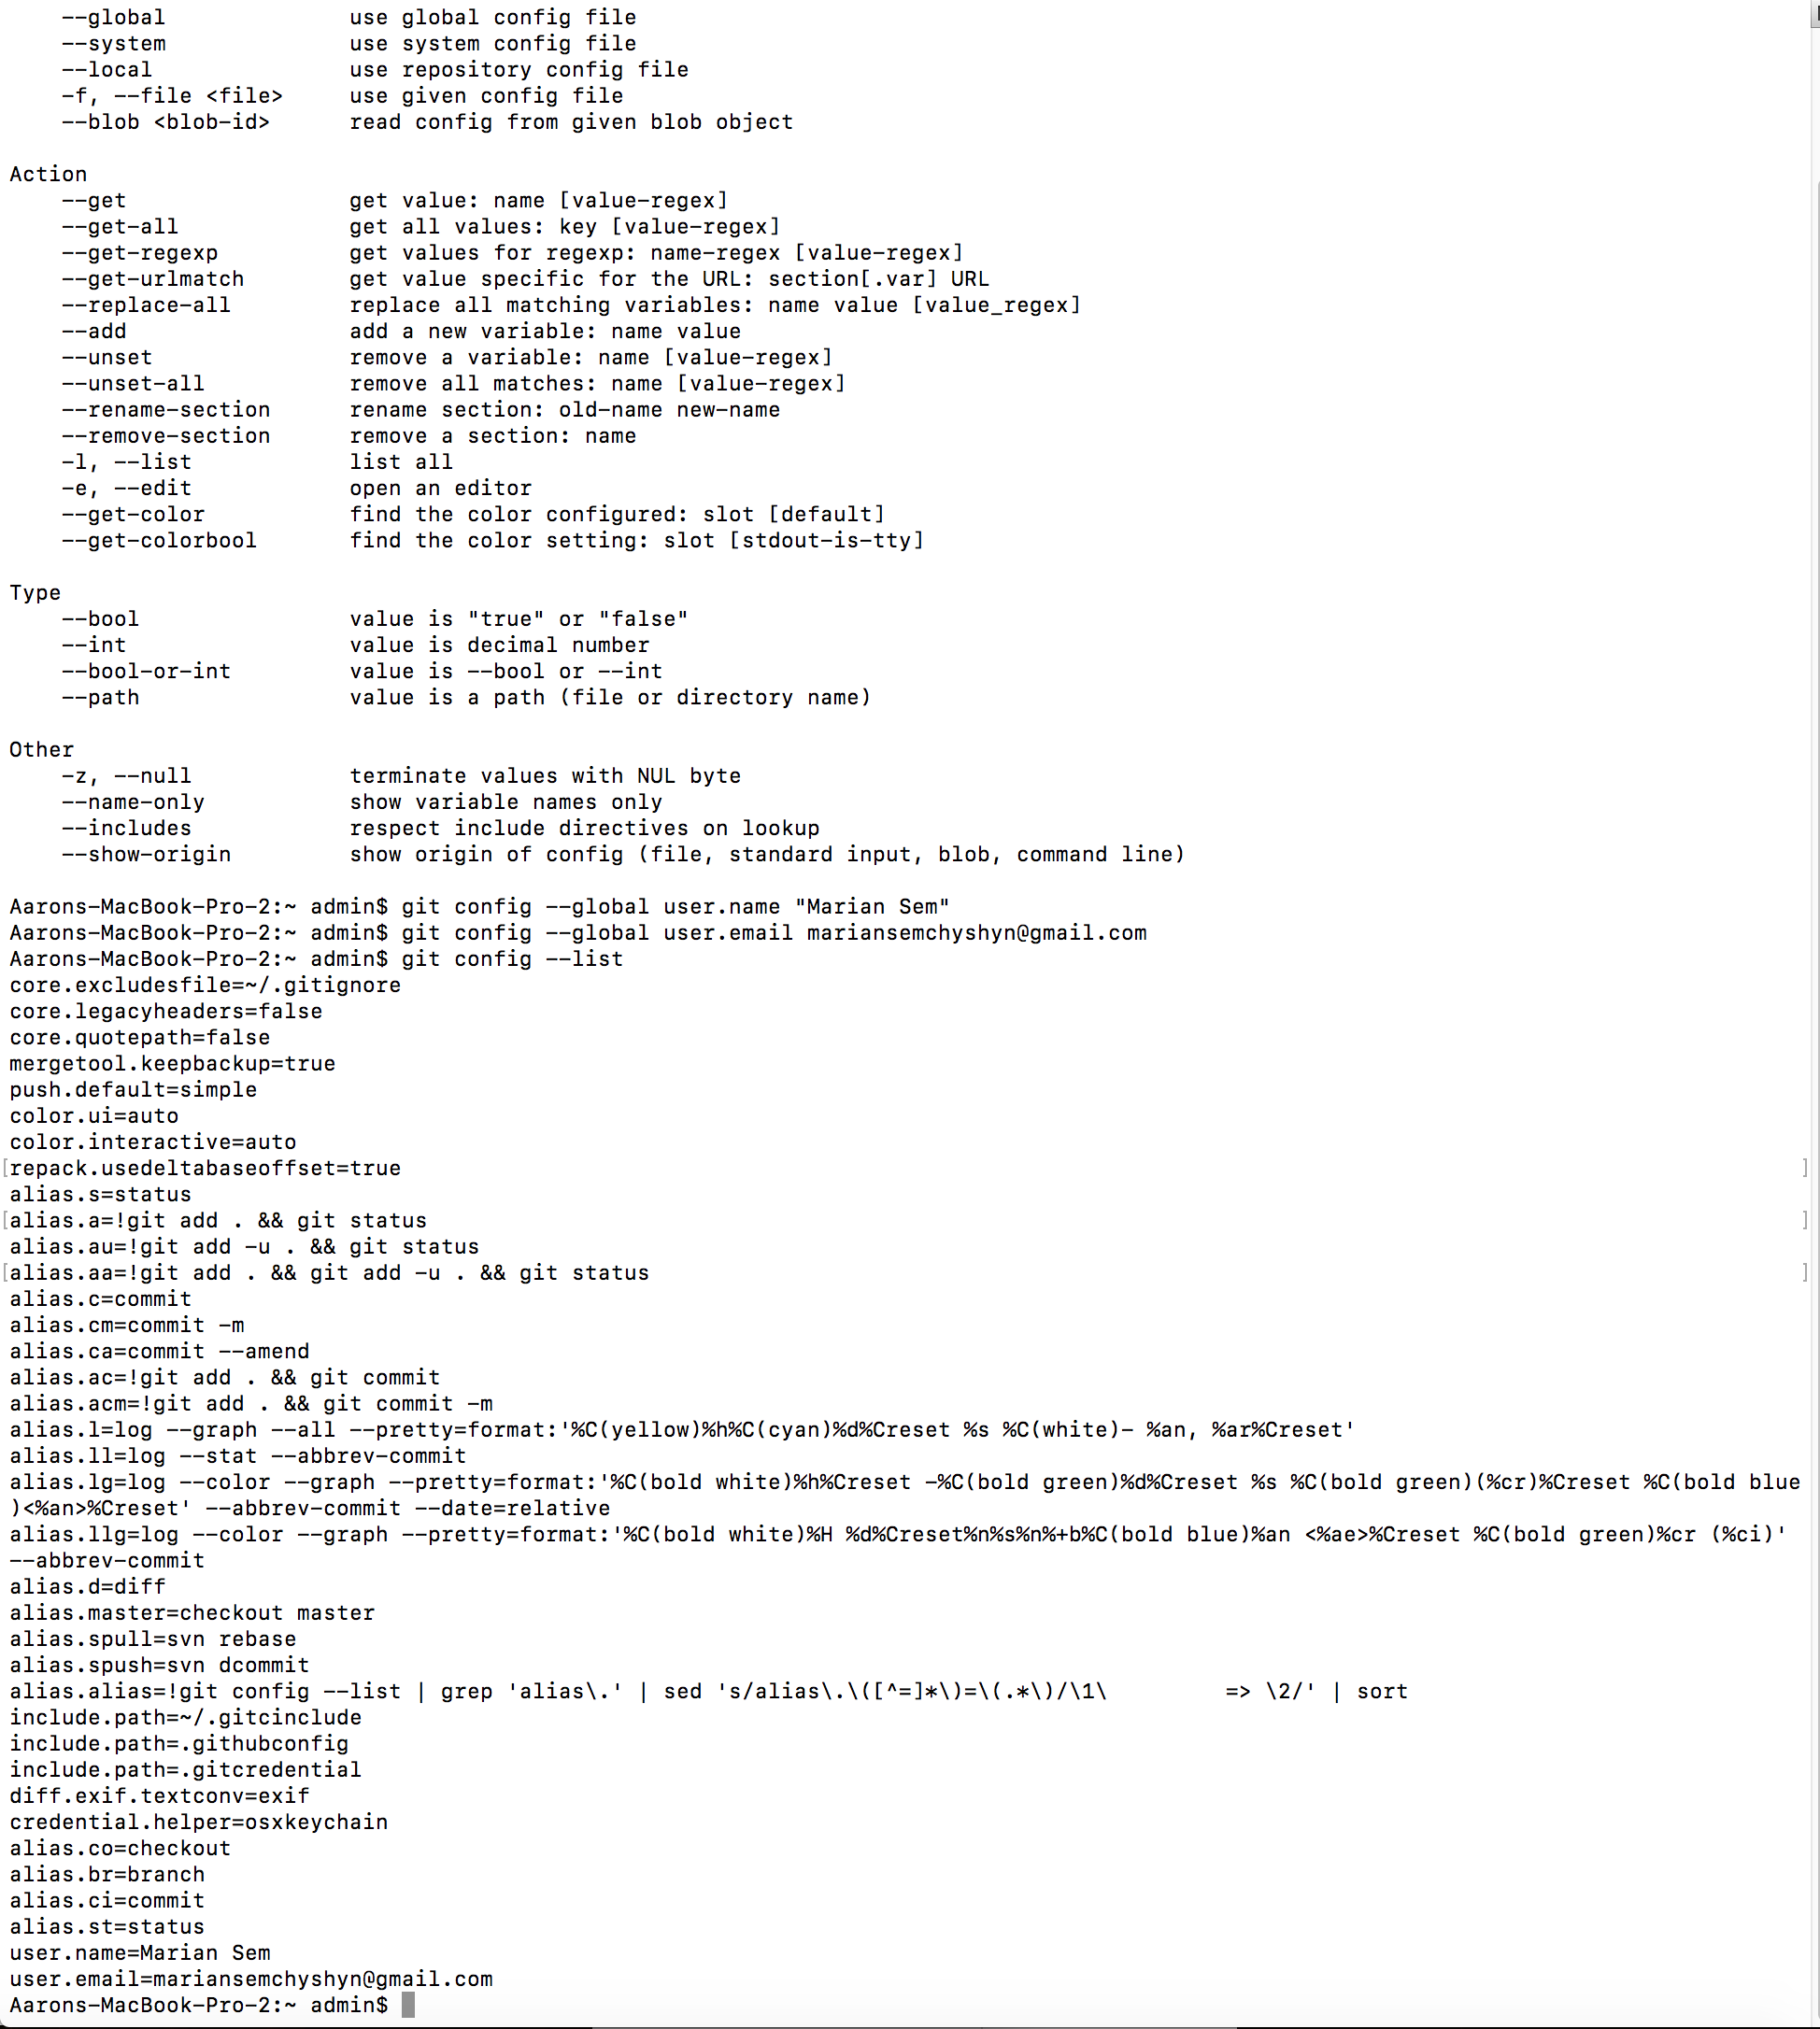 --global              use global config file
    --system              use system config file
    --local               use repository config file
    -f, --file <file>     use given config file
    --blob <blob-id>      read config from given blob object

Action
    --get                 get value: name [value-regex]
    --get-all             get all values: key [value-regex]
    --get-regexp          get values for regexp: name-regex [value-regex]
    --get-urlmatch        get value specific for the URL: section[.var] URL
    --replace-all         replace all matching variables: name value [value_regex]
    --add                 add a new variable: name value
    --unset               remove a variable: name [value-regex]
    --unset-all           remove all matches: name [value-regex]
    --rename-section      rename section: old-name new-name
    --remove-section      remove a section: name
    -l, --list            list all
    -e, --edit            open an editor
    --get-color           find the color configured: slot [default]
    --get-colorbool       find the color setting: slot [stdout-is-tty]

Type
    --bool                value is "true" or "false"
    --int                 value is decimal number
    --bool-or-int         value is --bool or --int
    --path                value is a path (file or directory name)

Other
    -z, --null            terminate values with NUL byte
    --name-only           show variable names only
    --includes            respect include directives on lookup
    --show-origin         show origin of config (file, standard input, blob, command line)

Aarons-MacBook-Pro-2:~ admin$ git config --global user.name "Marian Sem"
Aarons-MacBook-Pro-2:~ admin$ git config --global user.email mariansemchyshyn@gmail.com
Aarons-MacBook-Pro-2:~ admin$ git config --list
core.excludesfile=~/.gitignore
core.legacyheaders=false
core.quotepath=false
mergetool.keepbackup=true
push.default=simple
color.ui=auto
color.interactive=auto
[repack.usedeltabaseoffset=true ]
alias.s=status
[alias.a=!git add . && git status ]
alias.au=!git add -u . && git status
[alias.aa=!git add . && git add -u . && git status ]
alias.c=commit
alias.cm=commit -m
alias.ca=commit --amend
alias.ac=!git add . && git commit
alias.acm=!git add . && git commit -m
alias.l=log --graph --all --pretty=format:'%C(yellow)%h%C(cyan)%d%Creset %s %C(white)- %an, %ar%Creset'
alias.ll=log --stat --abbrev-commit
alias.lg=log --color --graph --pretty=format:'%C(bold white)%h%Creset -%C(bold green)%d%Creset %s %C(bold green)(%cr)%Creset %C(bold blue
)<%an>%Creset' --abbrev-commit --date=relative
alias.llg=log --color --graph --pretty=format:'%C(bold white)%H %d%Creset%n%s%n%+b%C(bold blue)%an <%ae>%Creset %C(bold green)%cr (%ci)'
--abbrev-commit
alias.d=diff
alias.master=checkout master
alias.spull=svn rebase
alias.spush=svn dcommit
alias.alias=!git config --list | grep 'alias\.' | sed 's/alias\.\([^=]*\)=\(.*\)/\1\         => \2/' | sort
include.path=~/.gitcinclude
include.path=.githubconfig
include.path=.gitcredential
diff.exif.textconv=exif
credential.helper=osxkeychain
alias.co=checkout
alias.br=branch
alias.ci=commit
alias.st=status
user.name=Marian Sem
user.email=mariansemchyshyn@gmail.com
Aarons-MacBook-Pro-2:~ admin$